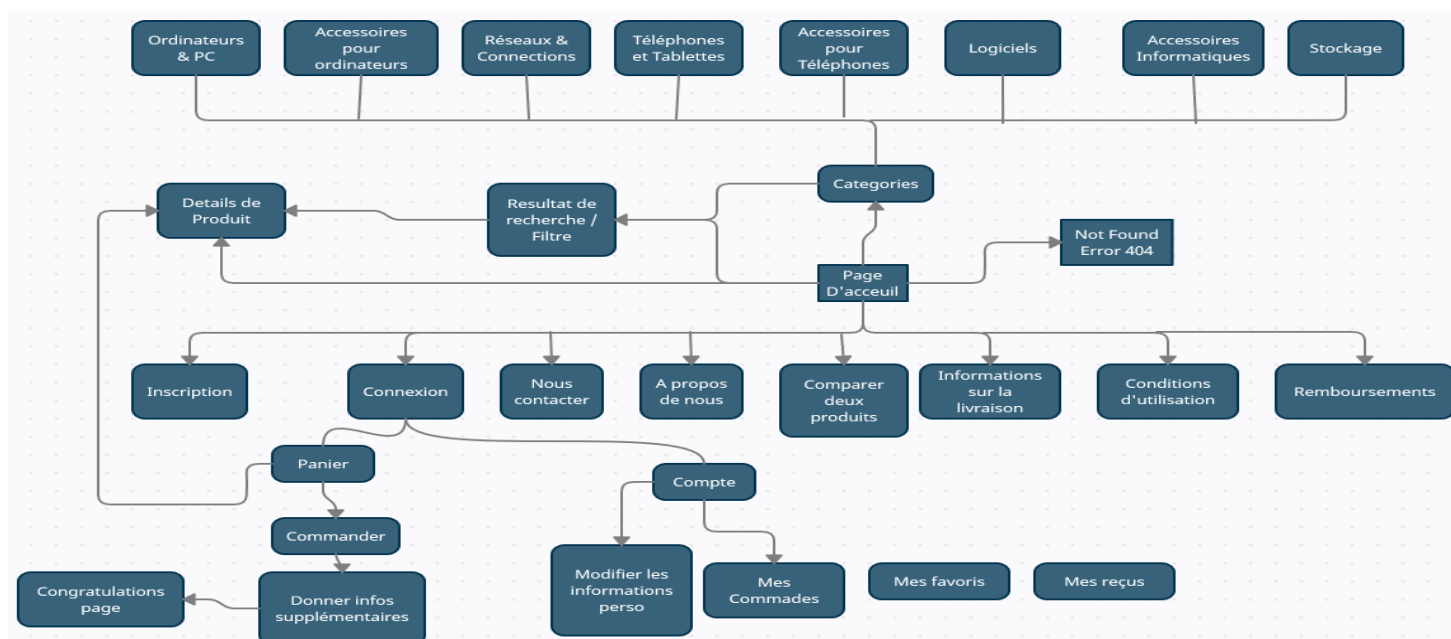 Ordinateurs
& PC
Accessoires
pour
ordinateurs
Réseaux &
Connections
Téléphones
et Tablettes
Accessoires
pour
Téléphones
Logiciels
Accessoires
Informatiques
Stockage
Categories
Details de
Produit
Resultat de
recherche /
Filtre
Not Found
Error 404
Page
D'acceuil
Inscription
Connexion
Nous
contacter
A propos
de nous
Comparer
deux
produits
Informations
sur la
livraison
Conditions
d'utilisation
Remboursements
Panier
Compte
Commander
Modifier les
informations
perso
Mes
Commades
Mes favoris
Mes reçus
Congratulations
page
Donner infos
supplémentaires